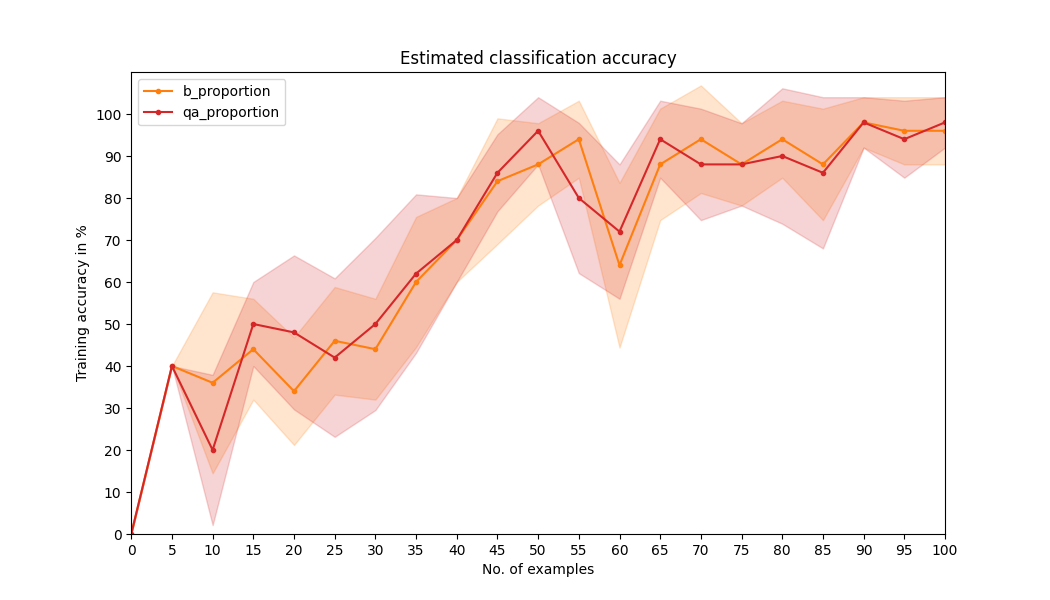 Estimated classification accuracy
b_proportion
qa_proportion
Training accuracy in %
100
90
80
70
60
50
40
30
20
10
0
0 5 10 15 20 25 30 35 40 45 50 55 60 65 70 75 80 85 90 95 100
No. of examples